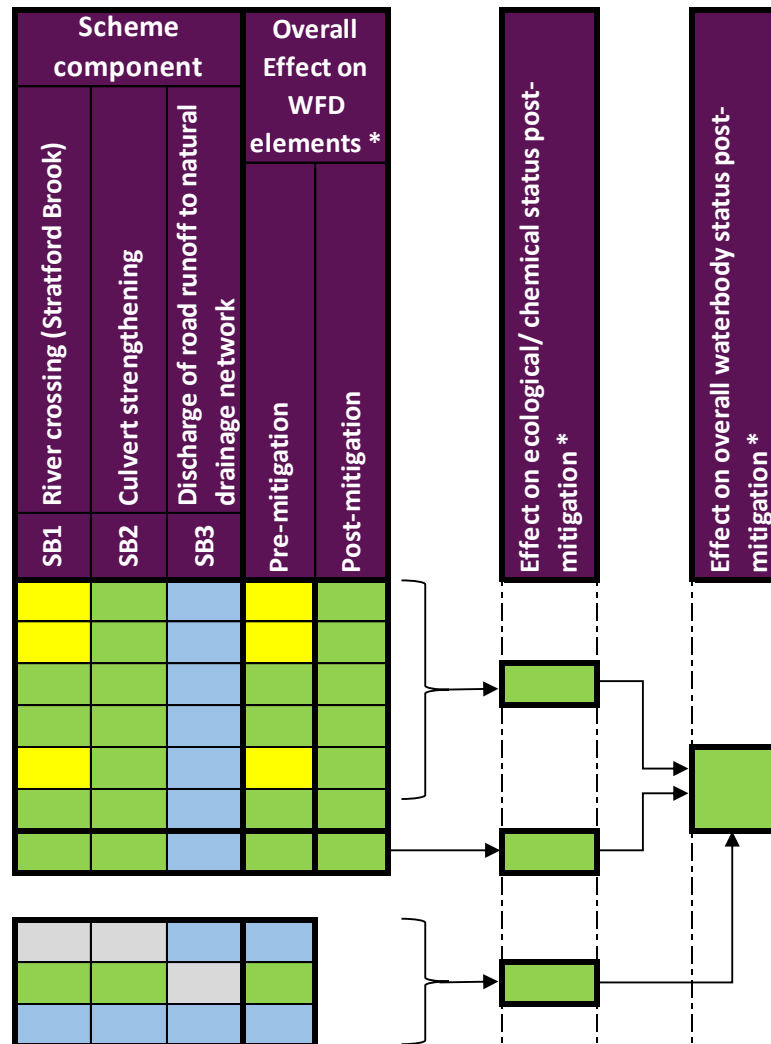 Scheme
component
Overall
Effect on
WFD
elements *
River crossing (Stratford Brook)
Culvert strengthening
Discharge of road runoff to natural
drainage network
SB1
SB2
SB3
Pre-mitigation
Post-mitigation
Effect on ecological/ chemical status post-
mitigation *
Effect on overall waterbody status post-
mitigation *